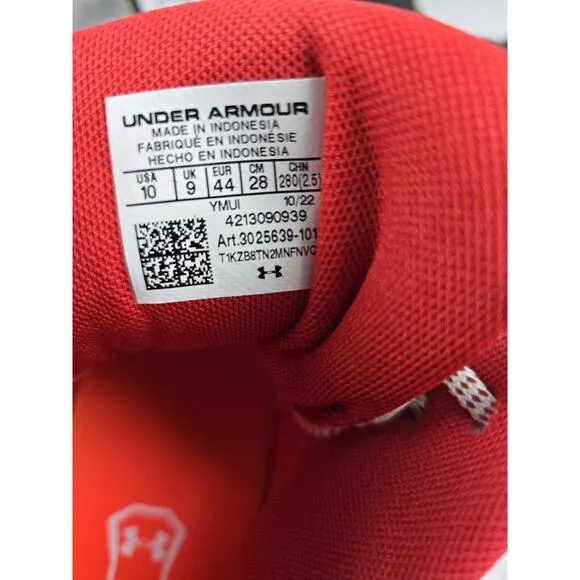 UNDER ARMOUR
MADE IN INDONESIA
FABRIQUÉ EN INDONÉSIE
HECHO EN INDONESIA
USA UK EUR CM CHN
10 9 44 28 280(2.5)
YMUI 10/22
4213090939
Art.3025639-101
T1KZB8TN2MNFNVC